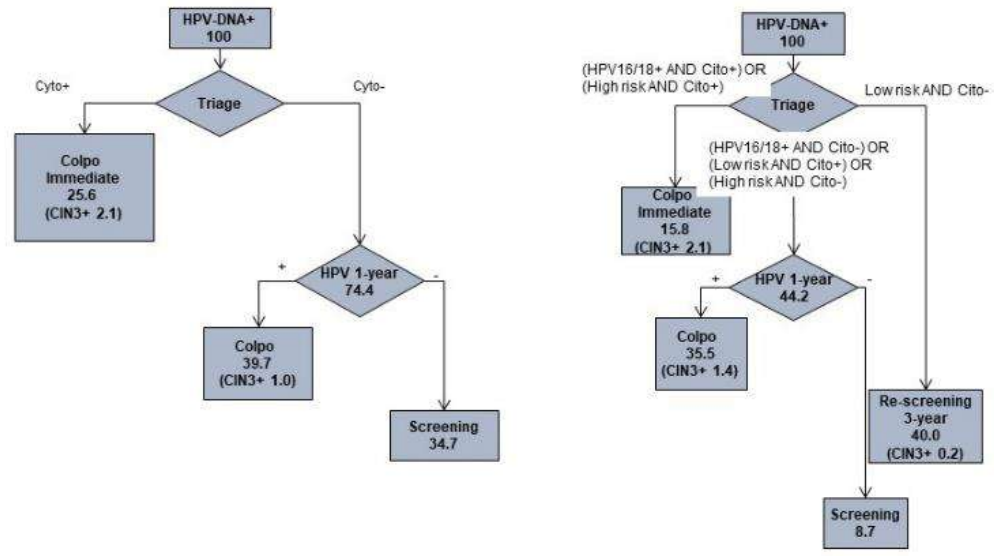 HPV-DNA+
100
Cyto+
Triage
Cyto-
Colpo
Immediate
25.6
(CIN3+ 2.1)
+
HPV 1-year
74.4
-
Colpo
39.7
(CIN3+ 1.0)
Screening
34.7
HPV-DNA+
100
(HPV16/18+ AND Cito+) OR
(High risk AND Cito+)
Triage
Low risk AND Cito-
(HPV16/18+ AND Cito-) OR
(Low risk AND Cito+) OR
(High risk AND Cito-)
Colpo
Immediate
15.8
(CIN3+ 2.1)
+
HPV 1-year
44.2
-
Colpo
35.5
(CIN3+ 1.4)
Re-screening
3-year
40.0
(CIN3+ 0.2)
Screening
8.7